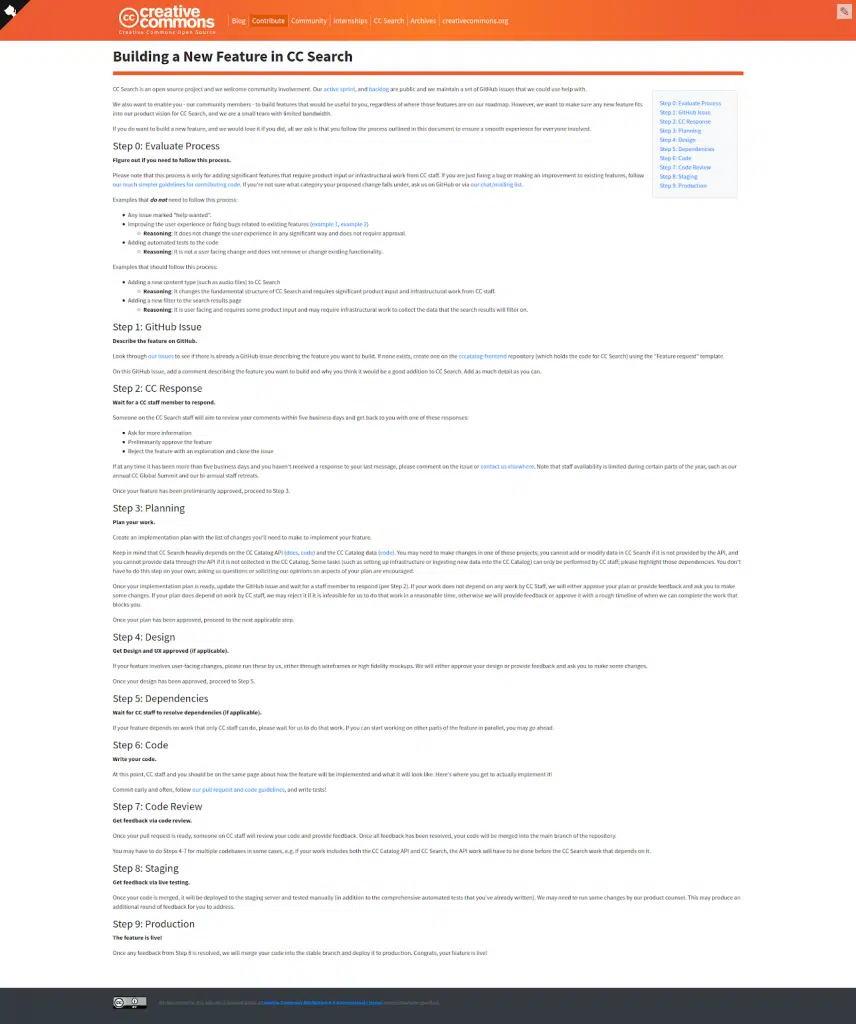 creative commons
Creative Commons Open Source
Blog
Contribute
Community
Internships
CC Search
Archives
creativecommons.org
Building a New Feature in CC Search
CC Search is an open source project and we welcome community involvement. Our active sprint, and backlog are public and we maintain a set of GitHub issues that we could use help with.
We also want to enable you - our community members - to build features that would be useful to you, regardless of where those features are on our roadmap. However, we want to make sure any new feature fits
into our product vision for CC Search, and we are a small team with limited bandwidth.
If you do want to build a new feature, and we would love it if you did, all we ask is that you follow the process outlined in this document to ensure a smooth experience for everyone involved.
Step 0: Evaluate Process
Step 1: GitHub Issue
Step 2: CC Response
Step 3: Planning
Step 4: Design
Step 5: Dependencies
Step 6: Code
Step 7: Code Review
Step 8: Staging
Step 9: Production
Step 0: Evaluate Process
Figure out if you need to follow this process.
Please note that this process is only for adding significant features that require product input or infrastructural work from CC staff. If you are just fixing a bug or making an improvement to existing features, follow
our much simpler guidelines for contributing code. If you're not sure what category your proposed change falls under, ask us on GitHub or via our chat/mailing list.
Examples that do not need to follow this process:
Any issue marked "help wanted".
Improving the user experience or fixing bugs related to existing features (example 1, example 2)
Reasoning: It does not change the user experience in any significant way and does not require approval.
Adding automated tests to the code
Reasoning: It is not a user facing change and does not remove or change existing functionality.
Examples that should follow this process:
Adding a new content type (such as audio files) to CC Search
Reasoning: It changes the fundamental structure of CC Search and requires significant product input and infrastructural work from CC staff.
Adding a new filter to the search results page
Reasoning: It is user facing and requires some product input and may require infrastructural work to collect the data that the search results will filter on.
Step 1: GitHub Issue
Describe the feature on GitHub.
Look through our issues to see if there is already a GitHub issue describing the feature you want to build. If none exists, create one on the cccatalog-frontend repository (which holds the code for CC Search) using the "Feature request" template.
On this GitHub issue, add a comment describing the feature you want to build and why you think it would be a good addition to CC Search. Add as much detail as you can.
Step 2: CC Response
Wait for a CC staff member to respond.
Someone on the CC Search staff will aim to review your comments within five business days and get back to you with one of these responses:
Ask for more information
Preliminarily approve the feature
Reject the feature with an explanation and close the issue
If at any time it has been more than five business days and you haven't received a response to your last message, please comment on the issue or contact us elsewhere. Note that staff availability is limited during certain parts of the year, such as our
annual CC Global Summit and our bi-annual staff retreats.
Once your feature has been preliminarily approved, proceed to Step 3.
Step 3: Planning
Plan your work.
Create an implementation plan with the list of changes you'll need to make to implement your feature.
Keep in mind that CC Search heavily depends on the CC Catalog API (docs, code) and the CC Catalog data (code). You may need to make changes in one of those projects; you cannot add or modify data in CC Search if it is not provided by the API, and
you cannot provide data through the API if it is not collected in the CC Catalog. Some tasks (such as setting up infrastructure or ingesting new data into the CC Catalog) can only be performed by CC staff; please highlight those dependencies. You don't
have to do this step on your own; asking us questions or soliciting our opinions on aspects of your plan are encouraged.
Once your implementation plan is ready, update the GitHub issue and wait for a staff member to respond (per Step 2). If your work does not depend on any work by CC Staff, we will either approve your plan or provide feedback and ask you to make
some changes. If your plan does depend on work by CC staff, we may reject it if it is infeasible for us to do that work in a reasonable time, otherwise we will provide feedback or approve it with a rough timeline of when we can complete the work that
blocks you.
Once your plan has been approved, proceed to the next applicable step.
Step 4: Design
Get Design and UX approved (if applicable).
If your feature involves user-facing changes, please run these by us, either through wireframes or high fidelity mockups. We will either approve your design or provide feedback and ask you to make some changes.
Once your design has been approved, proceed to Step 5.
Step 5: Dependencies
Wait for CC staff to resolve dependencies (if applicable).
If your feature depends on work that only CC staff can do, please wait for us to do that work. If you can start working on other parts of the feature in parallel, you may go ahead.
Step 6: Code
Write your code.
At this point, CC staff and you should be on the same page about how the feature will be implemented and what it will look like. Here's where you get to actually implement it!
Commit early and often, follow our pull request and code guidelines, and write tests!
Step 7: Code Review
Get feedback via code review.
Once your pull request is ready, someone on CC staff will review your code and provide feedback. Once all feedback has been resolved, your code will be merged into the main branch of the repository.
You may have to do Steps 4-7 for multiple codebases in some cases, e.g. if your work includes both the CC Catalog API and CC Search, the API work will have to be done before the CC Search work that depends on it.
Step 8: Staging
Get feedback via live testing.
Once your code is merged, it will be deployed to the staging server and tested manually (in addition to the comprehensive automated tests that you've already written). We may need to run some changes by our product counsel. This may produce an
additional round of feedback for you to address.
Step 9: Production
The feature is live!
Once any feedback from Step 8 is resolved, we will merge your code into the stable branch and deploy it to production. Congrats, your feature is live!